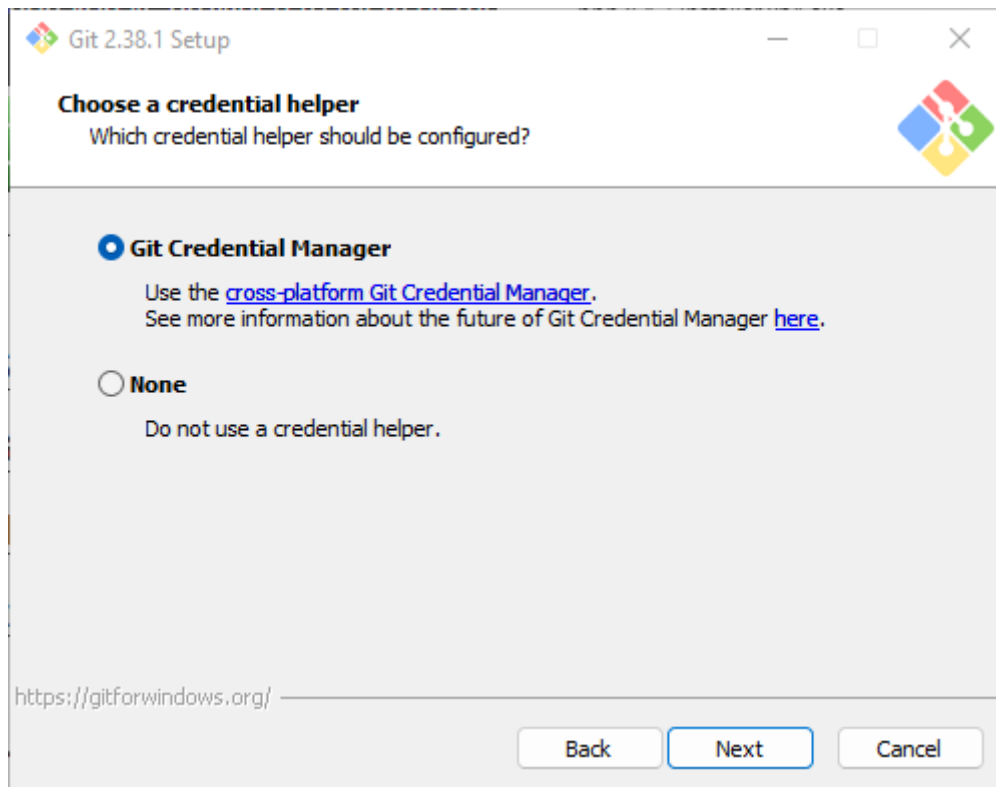 Git 2.38.1 Setup
Choose a credential helper
Which credential helper should be configured?
Git Credential Manager
Use the cross-platform Git Credential Manager.
See more information about the future of Git Credential Manager here.
None
Do not use a credential helper.
https://gitforwindows.org/
Back Next Cancel